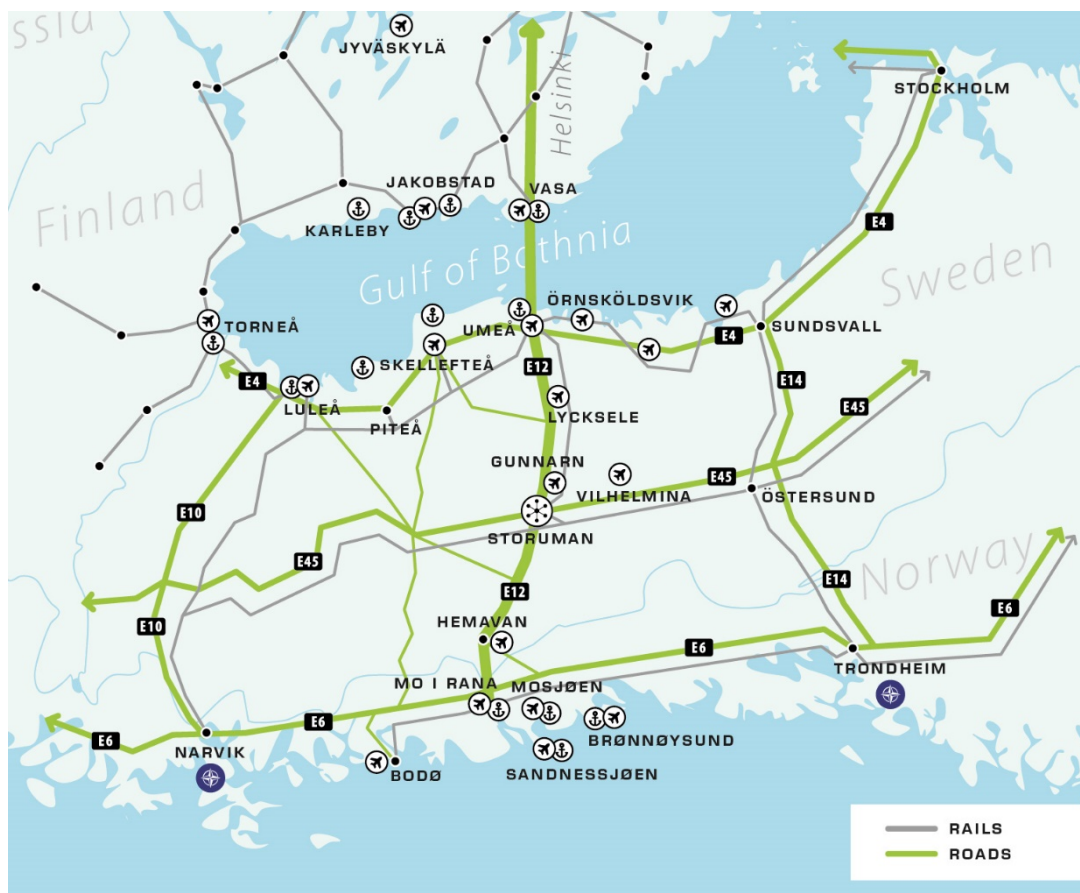 ssia
JYVÄSKYLÄ
STOCKHOLM
Helsinki
Finland
JAKOBSTAD
VASA
KARLEBY
E4
Gulf of Bothnia
Sweden
ÖRNSKÖLDSVIK
TORNEÅ
UMEÅ
SUNDSVALL
E4
SKELLEFTEÅ
E12
E4
E14
LULEÅ
LYCKSELE
PITEÅ
E45
GUNNARN
VILHELMINA
E45
ÖSTERSUND
E10
STORUMAN
E45
E12
E14
Norway
E10
HEMAVAN
E6
E6
TRONDHEIM
MO I RANA
MOSJØEN
E6
E6
BRØNNØYSUND
NARVIK
SANDNESSJØEN
BODØ
RAILS
ROADS